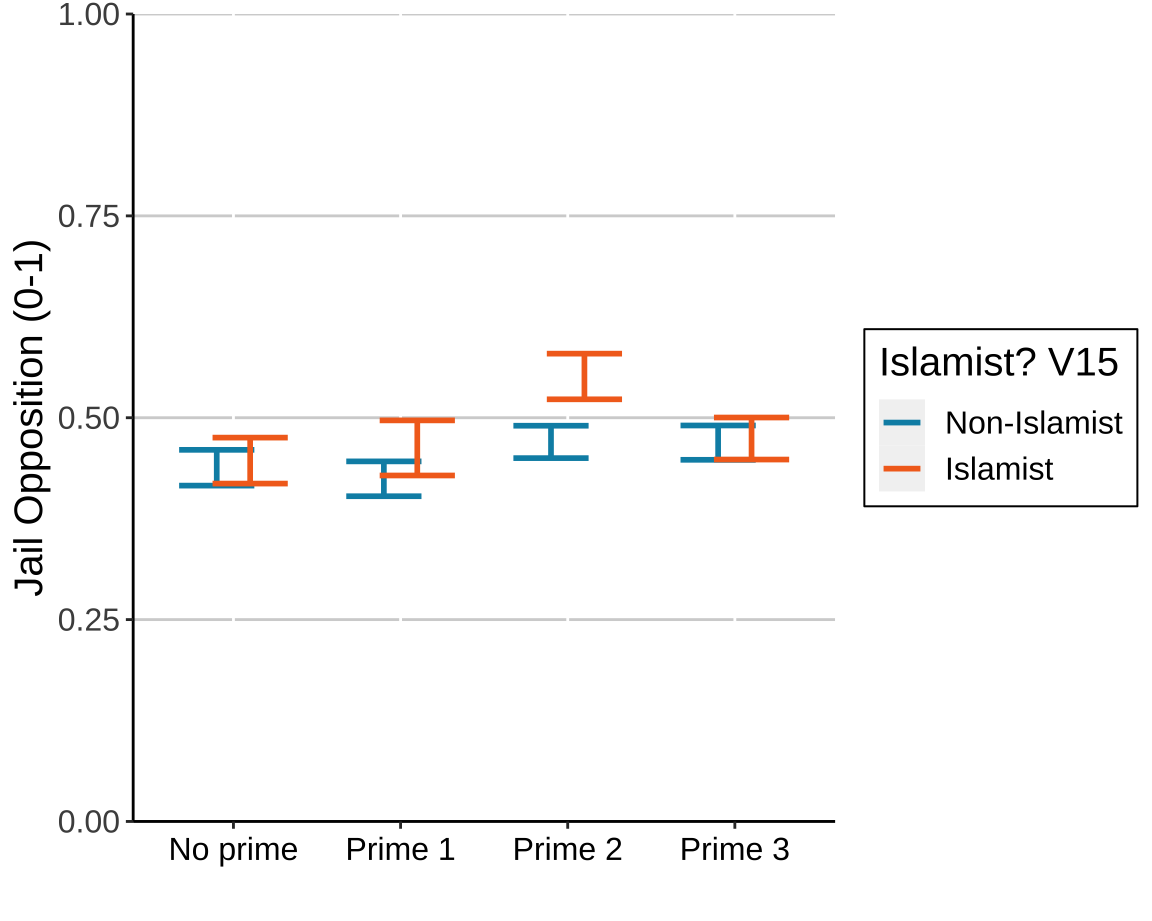 1.00
0.75
0.50
0.25
0.00
Jail Opposition (0-1)
No prime
Prime 1
Prime 2
Prime 3
Islamist? V15
Non-Islamist
Islamist